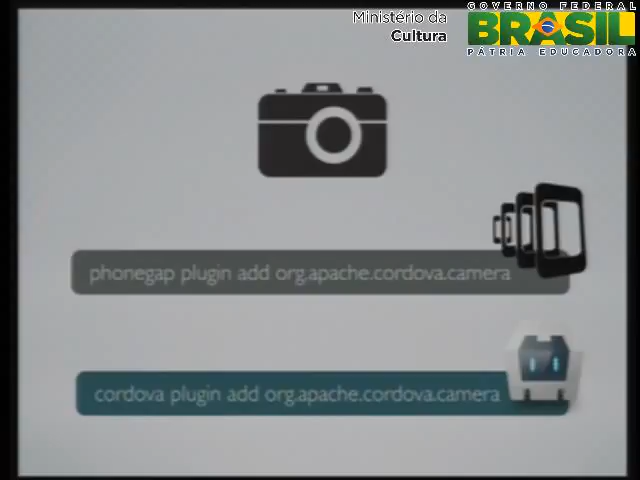 Ministério da
Cultura
GOVERNO FEDERAL
BRASIL
PÁTRIA EDUCADORA
phonegap plugin add org.apache.cordova.camera
cordova plugin add org.apache.cordova.camera